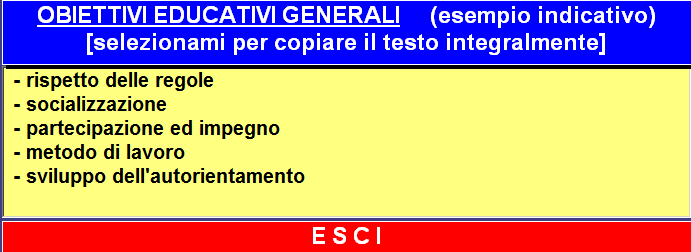 OBIETTIVI EDUCATIVI GENERALI (esempio indicativo)
[selezionami per copiare il testo integralmente]
- rispetto delle regole
- socializzazione
- partecipazione ed impegno
- metodo di lavoro
- sviluppo dell'autorientamento
E S C I